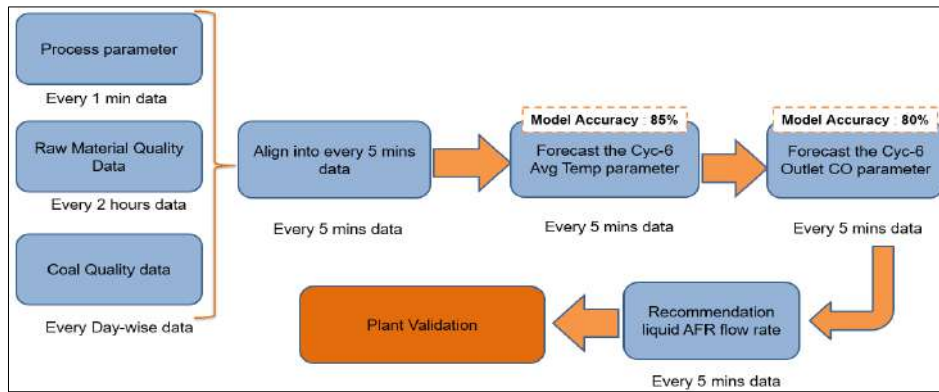 Process parameter
Every 1 min data
Raw Material Quality
Data
Every 2 hours data
Coal Quality data
Every Day-wise data
Align into every 5 mins
data
Every 5 mins data
Model Accuracy : 85%
Forecast the Cyc-6
Avg Temp parameter
Every 5 mins data
Model Accuracy : 80%
Forecast the Cyc-6
Outlet CO parameter
Every 5 mins data
Recommendation
liquid AFR flow rate
Every 5 mins data
Plant Validation